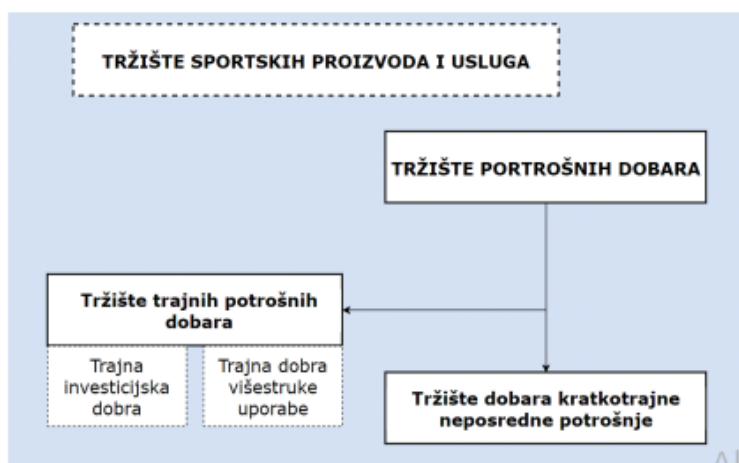 TRŽIŠTE SPORTSKIH PROIZVODA I USLUGA
TRŽIŠTE PORTROŠNIH DOBARA
Tržište trajnih potrošnih
dobara
Trajna
investicijska
dobra
Trajna dobra
višestruke
uporabe
Tržište dobara kratkotrajne
neposredne potrošnje